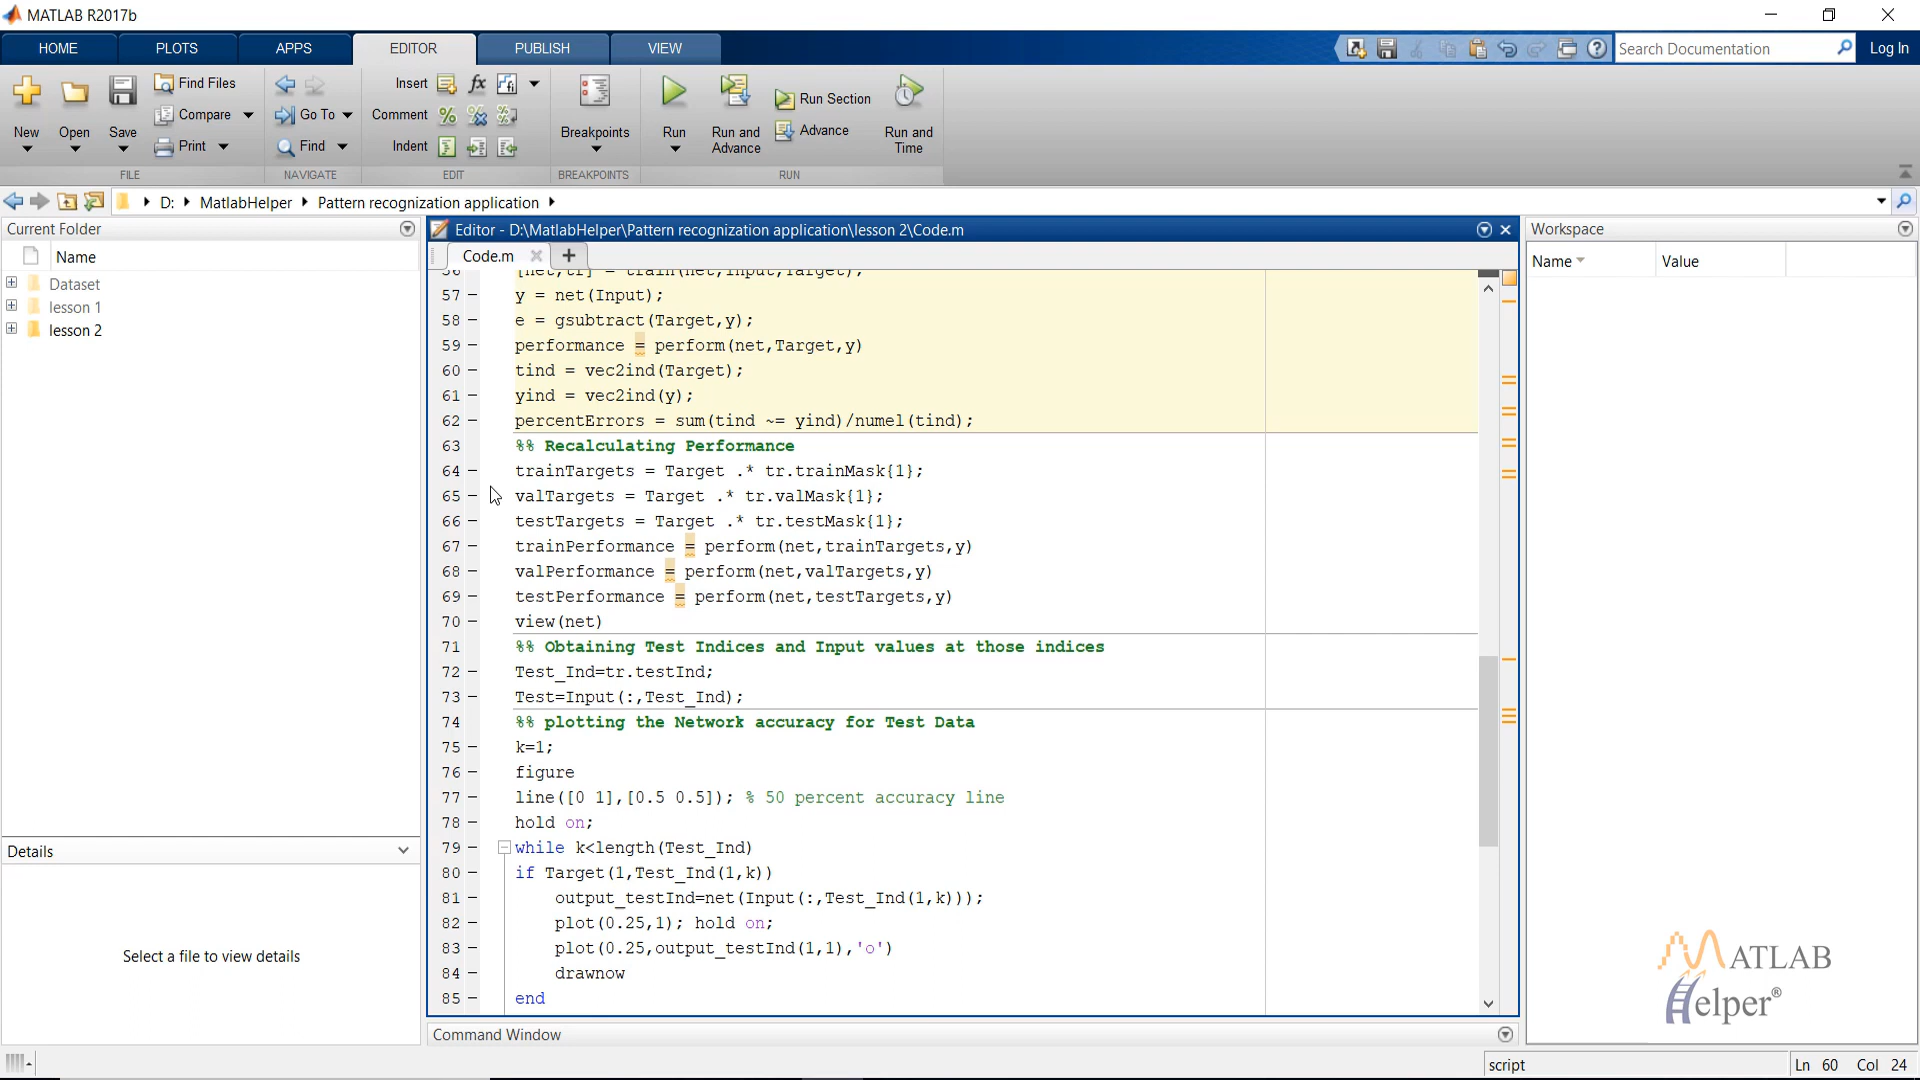 MATLAB R2017b
HOME PLOTS APPS EDITOR PUBLISH VIEW
Search Documentation
Log In
New Open Save
Find Files
Compare
Print
FILE
Go To
Find
NAVIGATE
Insert
Comment
Indent
EDIT
Breakpoints
BREAKPOINTS
Run
Run and Advance
Run Section
Advance
Run and Time
RUN
D: MatlabHelper Pattern recognization application
Current Folder
Name
Dataset
lesson 1
lesson 2
Details
Select a file to view details
Editor - D:\MatlabHelper\Pattern recognization application\lesson 2\Code.m
Code.m
56 [net,tr] = train(net,Input,Target);
57 – y = net(Input);
58 – e = gsubtract(Target,y);
59 – performance = perform(net,Target,y)
60 – tind = vec2ind(Target);
61 – yind = vec2ind(y);
62 – percentErrors = sum(tind ~= yind)/numel(tind);
63 %% Recalculating Performance
64 – trainTargets = Target .* tr.trainMask{1};
65 – valTargets = Target .* tr.valMask{1};
66 – testTargets = Target .* tr.testMask{1};
67 – trainPerformance = perform(net,trainTargets,y)
68 – valPerformance = perform(net,valTargets,y)
69 – testPerformance = perform(net,testTargets,y)
70 – view(net)
71 %% Obtaining Test Indices and Input values at those indices
72 – Test_Ind=tr.testInd;
73 – Test=Input(:,Test_Ind);
74 %% plotting the Network accuracy for Test Data
75 – k=1;
76 – figure
77 – line([0 1],[0.5 0.5]); % 50 percent accuracy line
78 – hold on;
79 – while k<length(Test_Ind)
80 – if Target(1,Test_Ind(1,k))
81 – output_testInd=net(Input(:,Test_Ind(1,k)));
82 – plot(0.25,1); hold on;
83 – plot(0.25,output_testInd(1,1),'o')
84 – drawnow
85 – end
Command Window
Workspace
Name Value
MATLAB
Helper®
script
Ln 60 Col 24